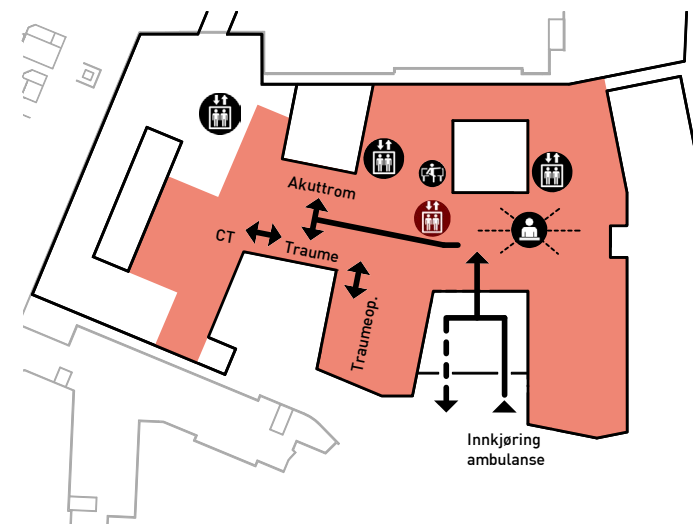 Akuttrom
CT
Traume
Traumeop.
Innkjøring
ambulanse